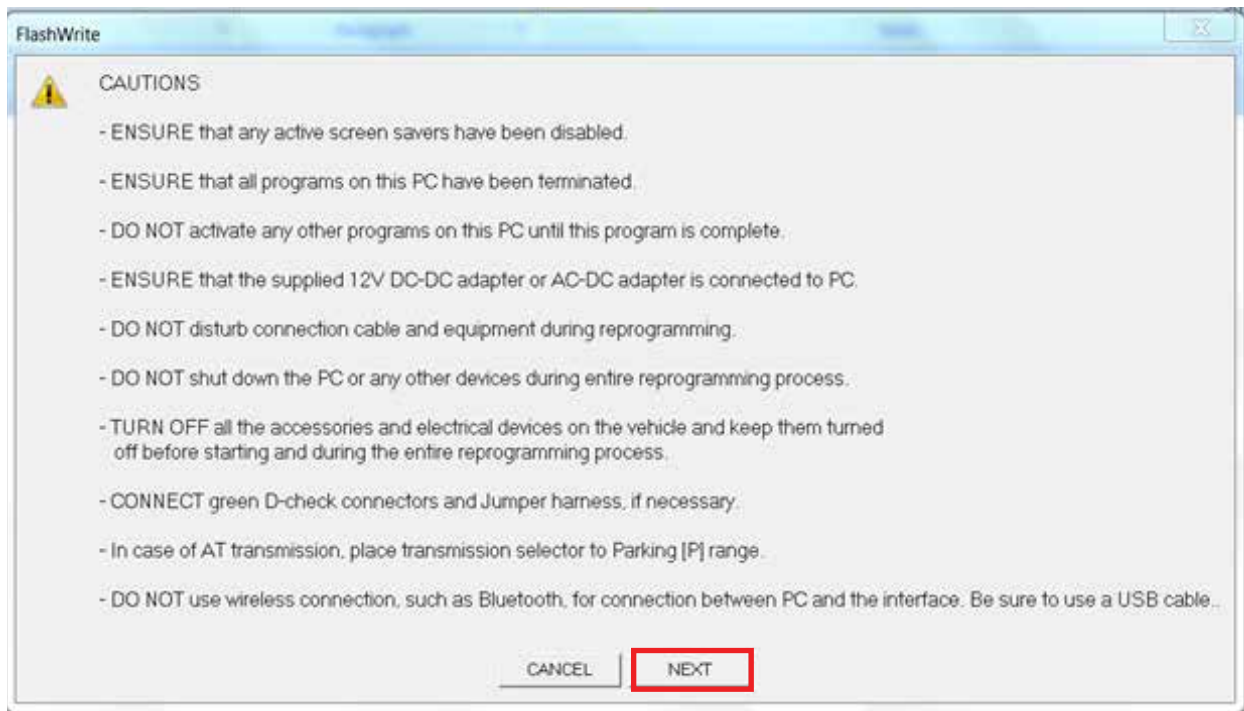 FlashWrite
CAUTIONS
- ENSURE that any active screen savers have been disabled.
- ENSURE that all programs on this PC have been terminated.
- DO NOT activate any other programs on this PC until this program is complete.
- ENSURE that the supplied 12V DC-DC adapter or AC-DC adapter is connected to PC.
- DO NOT disturb connection cable and equipment during reprogramming.
- DO NOT shut down the PC or any other devices during entire reprogramming process.
- TURN OFF all the accessories and electrical devices on the vehicle and keep them turned
off before starting and during the entire reprogramming process.
- CONNECT green D-check connectors and Jumper harness, if necessary.
- In case of AT transmission, place transmission selector to Parking [P] range.
- DO NOT use wireless connection, such as Bluetooth, for connection between PC and the interface. Be sure to use a USB cable..
CANCEL NEXT